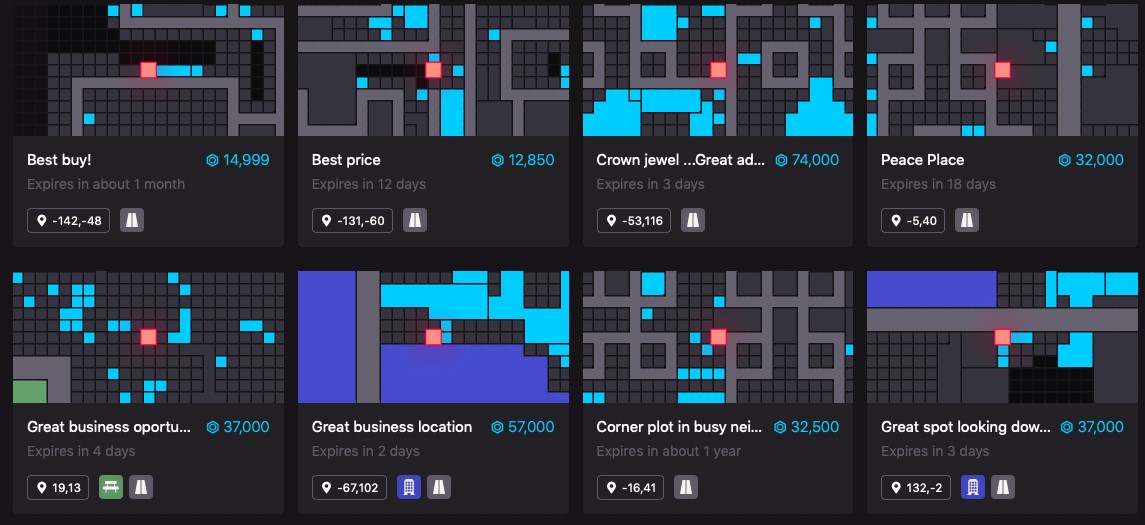 Best buy! 14,999
Expires in about 1 month
-142,-48
Best price 12,850
Expires in 12 days
-131,-60
Crown jewel ...Great ad... 74,000
Expires in 3 days
-53,116
Peace Place 32,000
Expires in 18 days
-5,40
Great business oportu... 37,000
Expires in 4 days
19,13
Great business location 57,000
Expires in 2 days
-67,102
Corner plot in busy nei... 32,500
Expires in about 1 year
-16,41
Great spot looking dow... 37,000
Expires in 3 days
132,-2